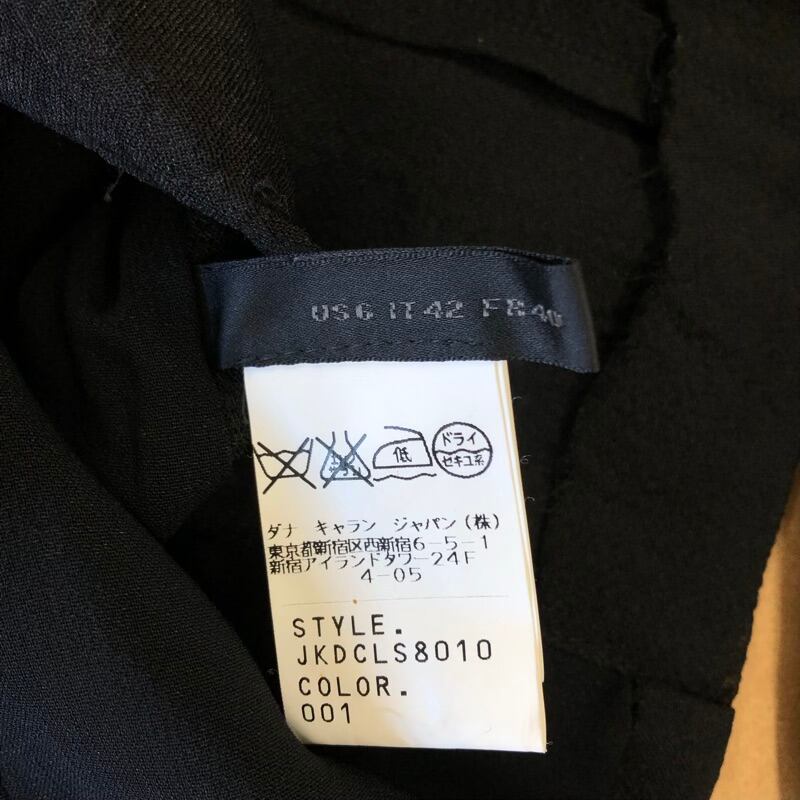 US6 IT42 FR40
低
ドライ
セキユ系
ダナ キャラン ジャパン(株)
東京都新宿区西新宿6-5-1
新宿アイランドタワー24F
4-05
STYLE.
JKDCLS8010
COLOR.
001